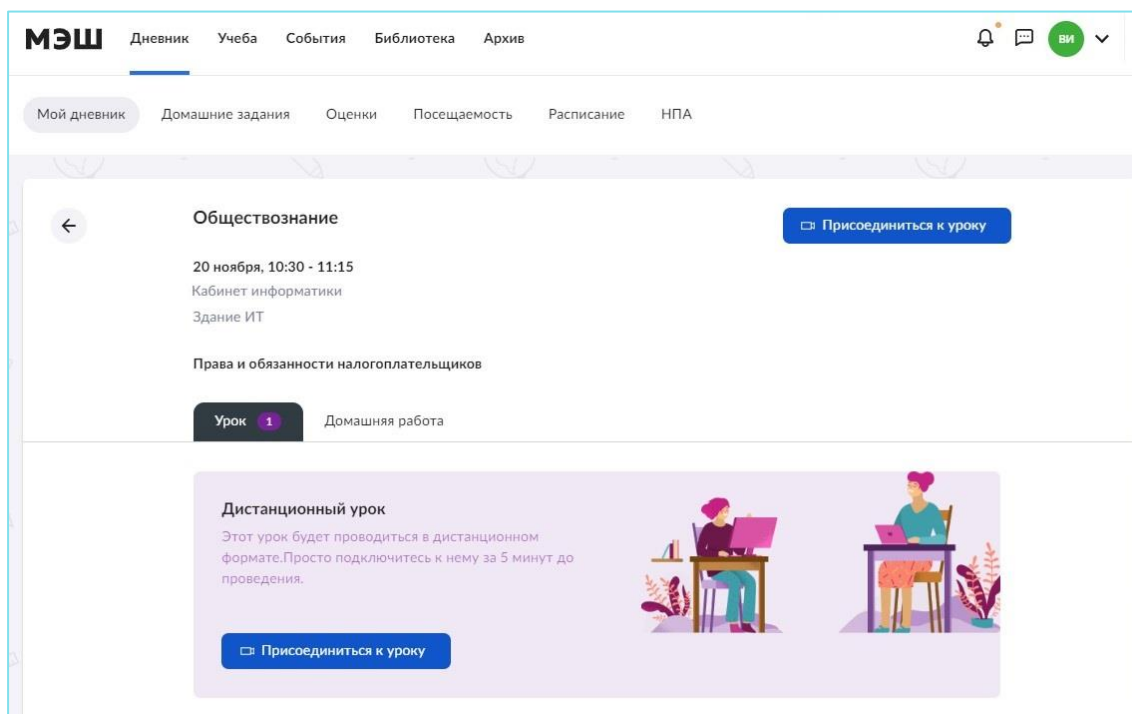 МЭШ Дневник Учеба События Библиотека Архив ВИ
Мой дневник Домашние задания Оценки Посещаемость Расписание НПА
Обществознание
Присоединиться к уроку
20 ноября, 10:30 - 11:15
Кабинет информатики
Здание ИТ
Права и обязанности налогоплательщиков
Урок 1 Домашняя работа
Дистанционный урок
Этот урок будет проводиться в дистанционном
формате.Просто подключитесь к нему за 5 минут до
проведения.
Присоединиться к уроку